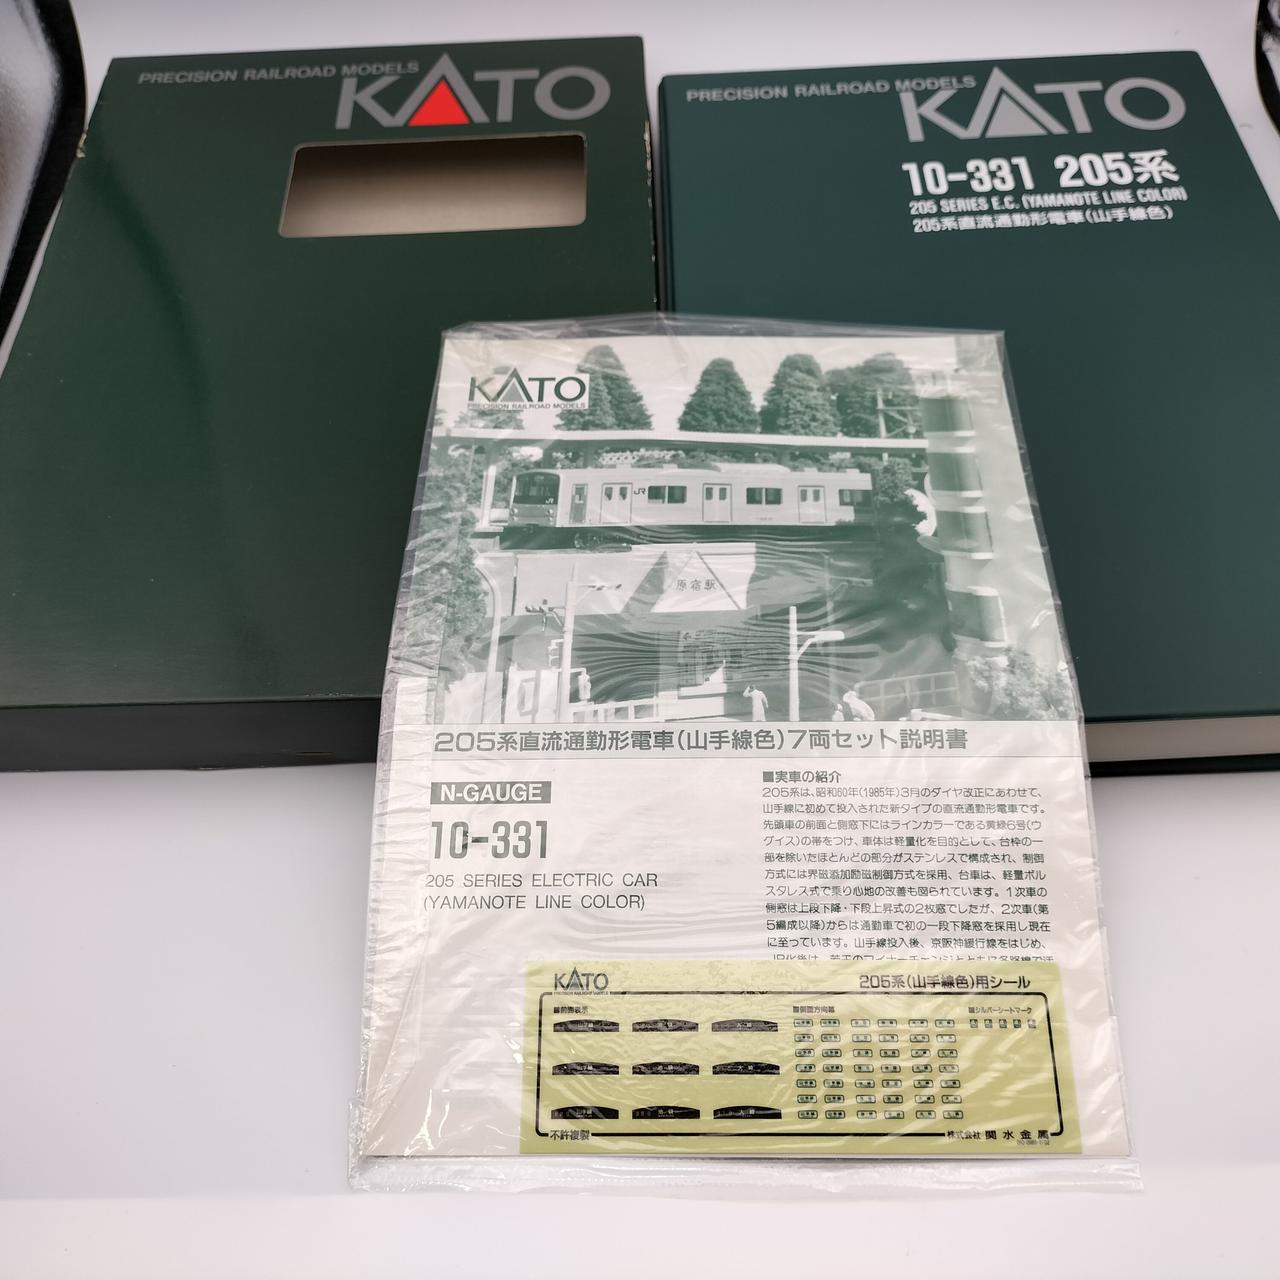 PRECISION RAILROAD MODELS
KATO
PRECISION RAILROAD MODELS
KATO
10-331 205系
205 SERIES E.C. (YAMANOTE LINE COLOR)
205系直流通勤形電車(山手線色)
KATO
PRECISION RAILROAD MODELS
JR
原宿駅
205系直流通勤形電車(山手線色)7両セット説明書
N-GAUGE
10-331
205 SERIES ELECTRIC CAR
(YAMANOTE LINE COLOR)
■実車の紹介
205系は、昭和60年(1985年)3月のダイヤ改正にあわせて、
山手線に初めて投入された新タイプの直流通勤形電車です。
先頭車の前面と側窓下にはラインカラーである黄緑6号(ウ
グイス)の帯をつけ、車体は軽量化を目的として、台枠の一
部を除いたほとんどの部分がステンレスで構成され、制御
方式には界磁添加励磁制御方式を採用、台車は、軽量ボル
スタレス式で乗り心地の改善も図られています。1次車の
側窓は上段下降・下段上昇式の2枚窓でしたが、2次車(第
5編成以降)からは通勤車で初の一段下降窓を採用し現在
に至っています。山手線投入後、京阪神緩行線をはじめ、
KATO
PRECISION RAILROAD MODELS
205系(山手線色)用シール
■前面表示
■側面方向幕
■シルバーシートマーク
不許複製
株式会社 関水金属